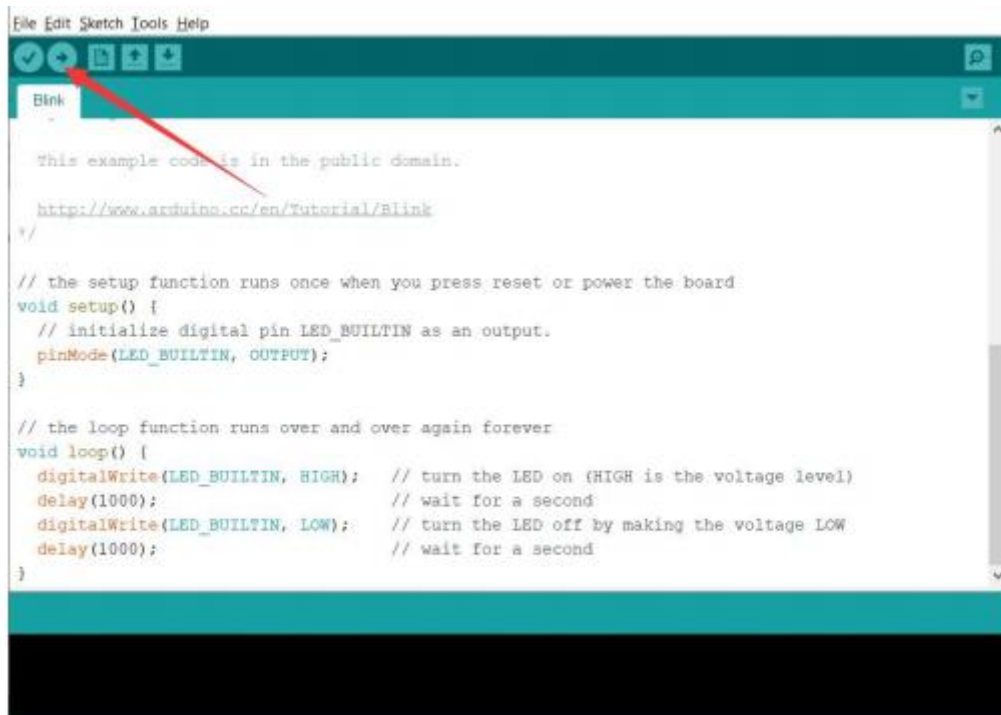 File Edit Sketch Tools Help
Blink
This example code is in the public domain.
http://www.arduino.cc/en/Tutorial/Blink
*/
// the setup function runs once when you press reset or power the board
void setup() {
// initialize digital pin LED_BUILTIN as an output.
pinMode(LED_BUILTIN, OUTPUT);
}
// the loop function runs over and over again forever
void loop() {
digitalWrite(LED_BUILTIN, HIGH); // turn the LED on (HIGH is the voltage level)
delay(1000); // wait for a second
digitalWrite(LED_BUILTIN, LOW); // turn the LED off by making the voltage LOW
delay(1000); // wait for a second
}